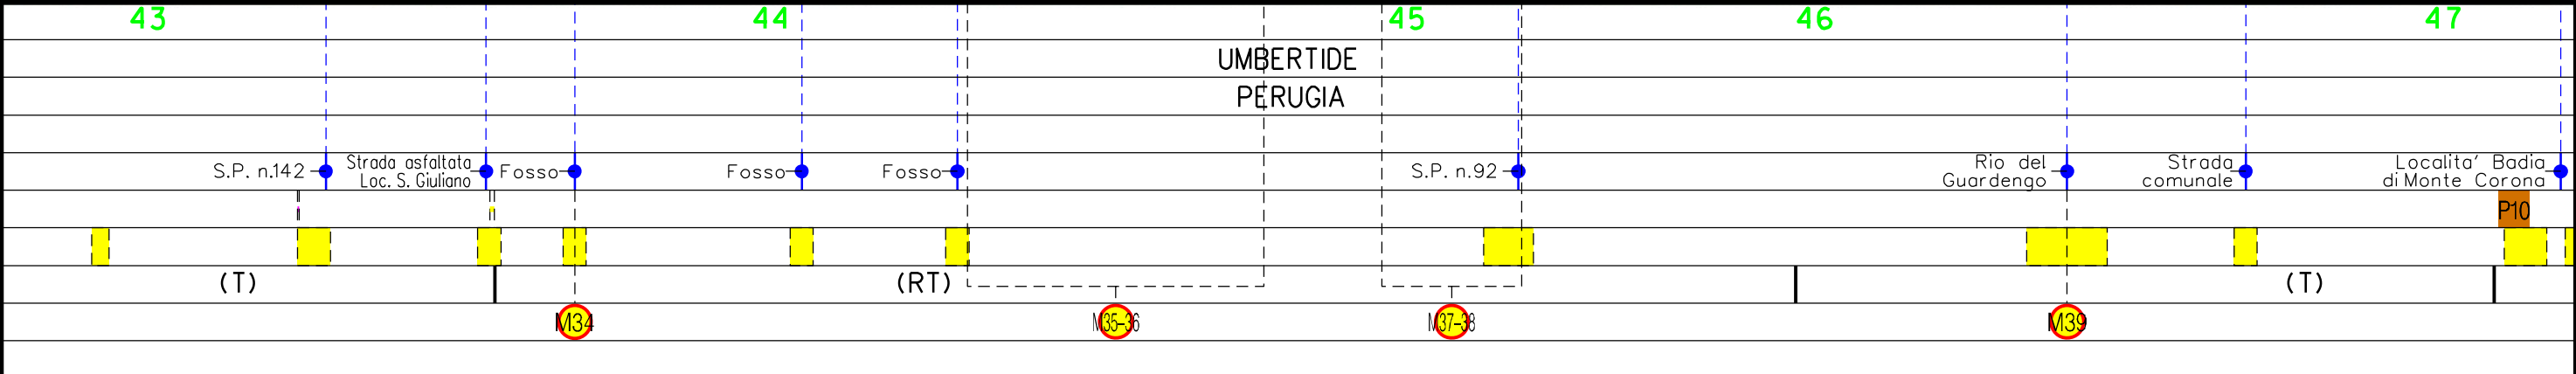 43 44 45 46 47
UMBERTIDE
PERUGIA
S.P. n.142
Strada asfaltata
Loc. S. Giuliano
Fosso
Fosso
Fosso
S.P. n.92
Rio del
Guardengo
Strada
comunale
Localita' Badia
di Monte Corona
P10
(T) (RT) (T)
M34 M35-36 M37-38 M39